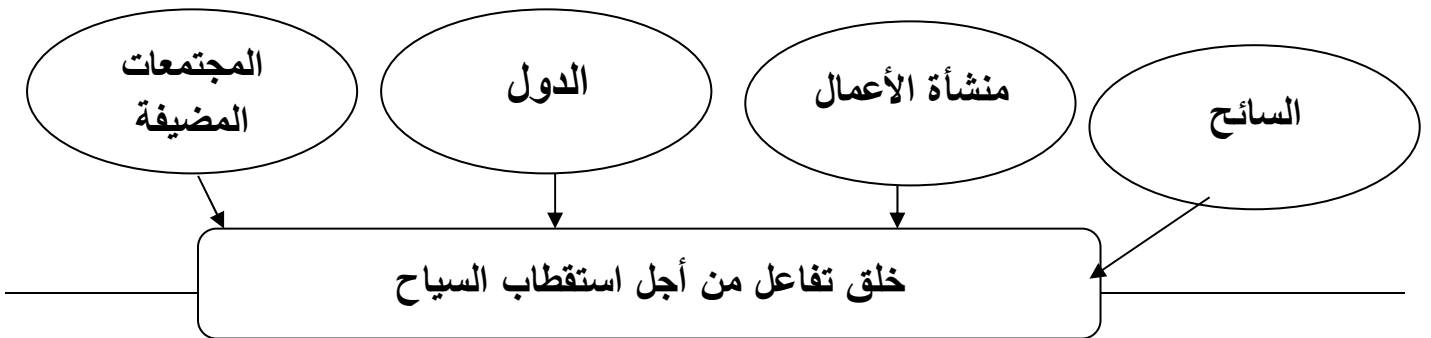 السائح
منشأة الأعمال
الدول
المجتمعات
المضيفة
خلق تفاعل من أجل استقطاب السياح